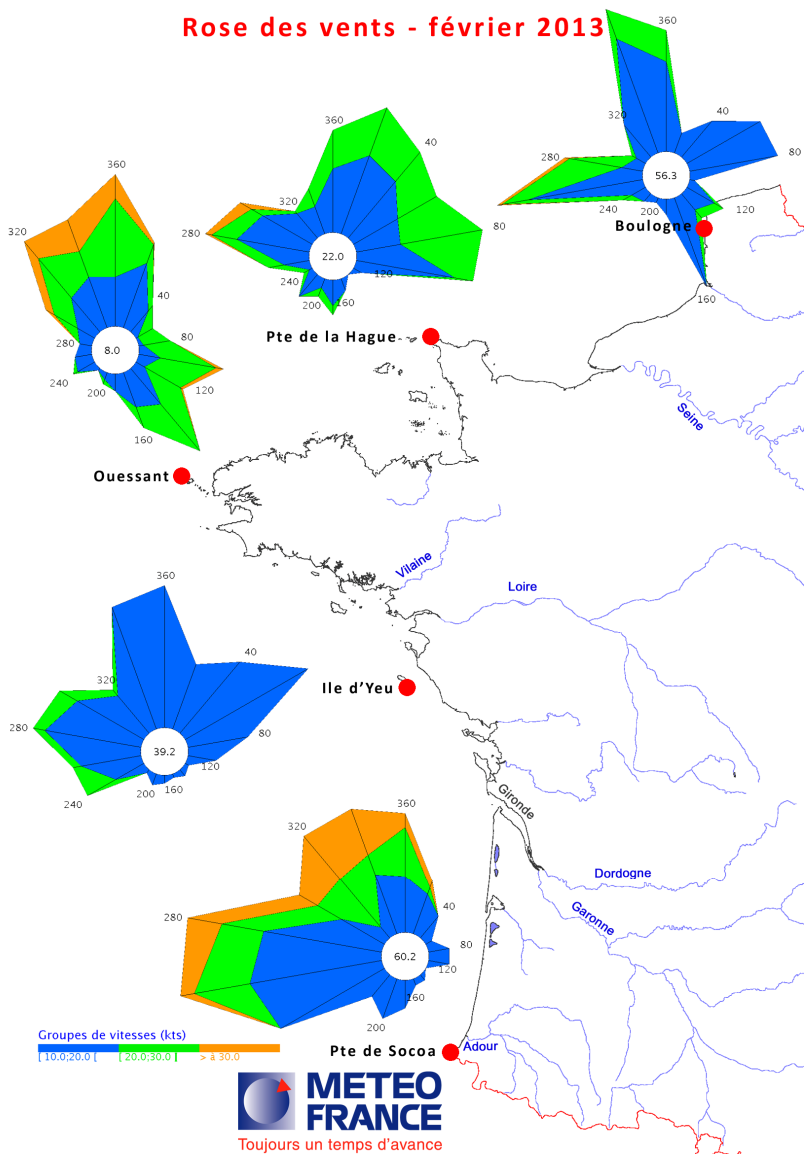 Rose des vents - février 2013
360
40
80
120
160
200
240
280
320
56.3
80
Boulogne
360
40
120
160
200
240
280
320
22.0
Pte de la Hague
360
40
80
120
160
200
240
280
320
8.0
Ouessant
Seine
Vilaine
Loire
360
40
80
120
160
200
240
280
320
39.2
Ile d'Yeu
Gironde
Dordogne
Garonne
360
40
80
120
160
200
280
320
60.2
Pte de Socoa
Adour
Groupes de vitesses (kts)
[ 10.0;20.0 [ [ 20.0;30.0 [ > à 30.0
METEO
FRANCE
Toujours un temps d'avance